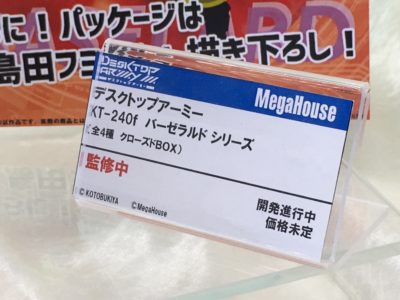 に！パッケージは
島田フミ
描き下ろし！
DESKTOP
ARMY
MegaHouse
デスクトップアーミー
KT-240f バーゼラルド シリーズ
（全4種 クローズドBOX）
監修中
©KOTOBUKIYA ©MegaHouse
開発進行中
価格未定